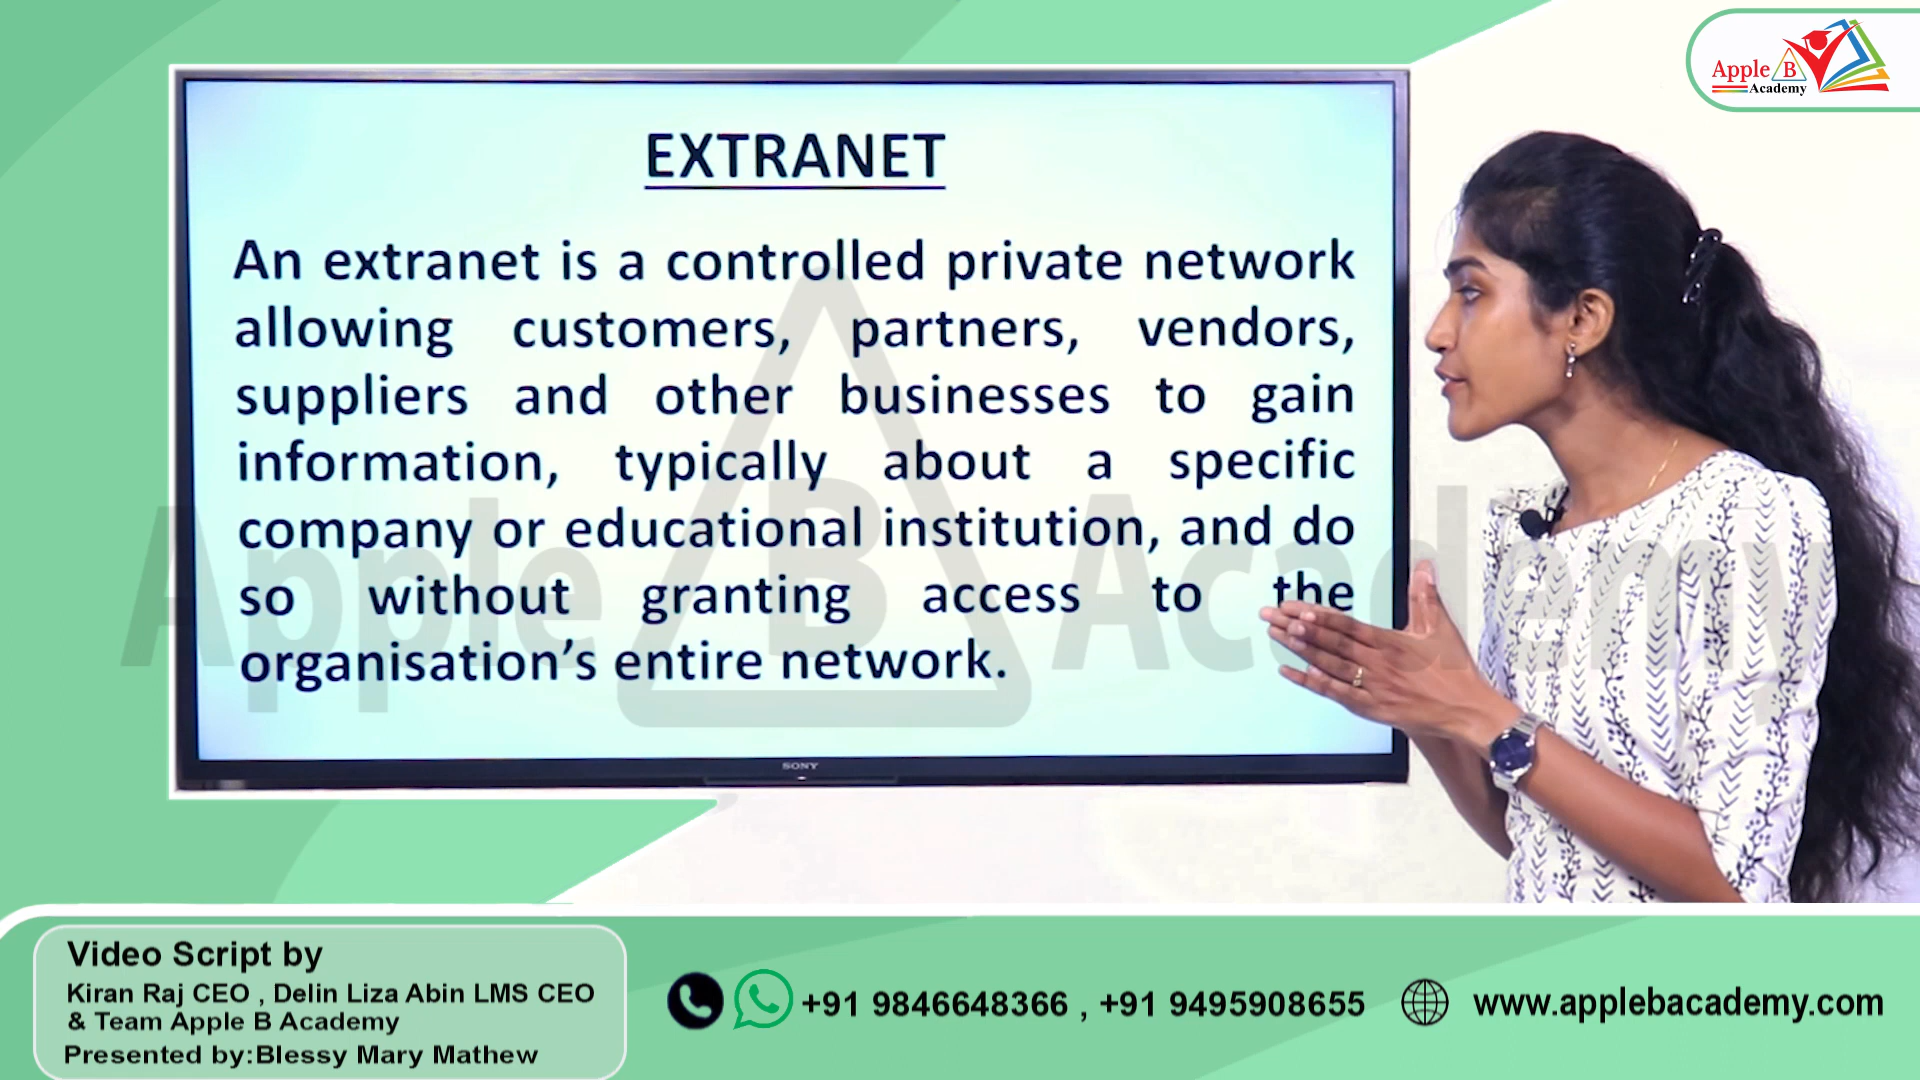 Apple B
Academy
EXTRANET
An extranet is a controlled private network
allowing customers, partners, vendors,
suppliers and other businesses to gain
information, typically about a specific
company or educational institution, and do
so without granting access to the
organisation’s entire network.
Apple B Academy
SONY
Video Script by
Kiran Raj CEO , Delin Liza Abin LMS CEO
& Team Apple B Academy
Presented by:Blessy Mary Mathew
+91 9846648366 , +91 9495908655
www.applebacademy.com